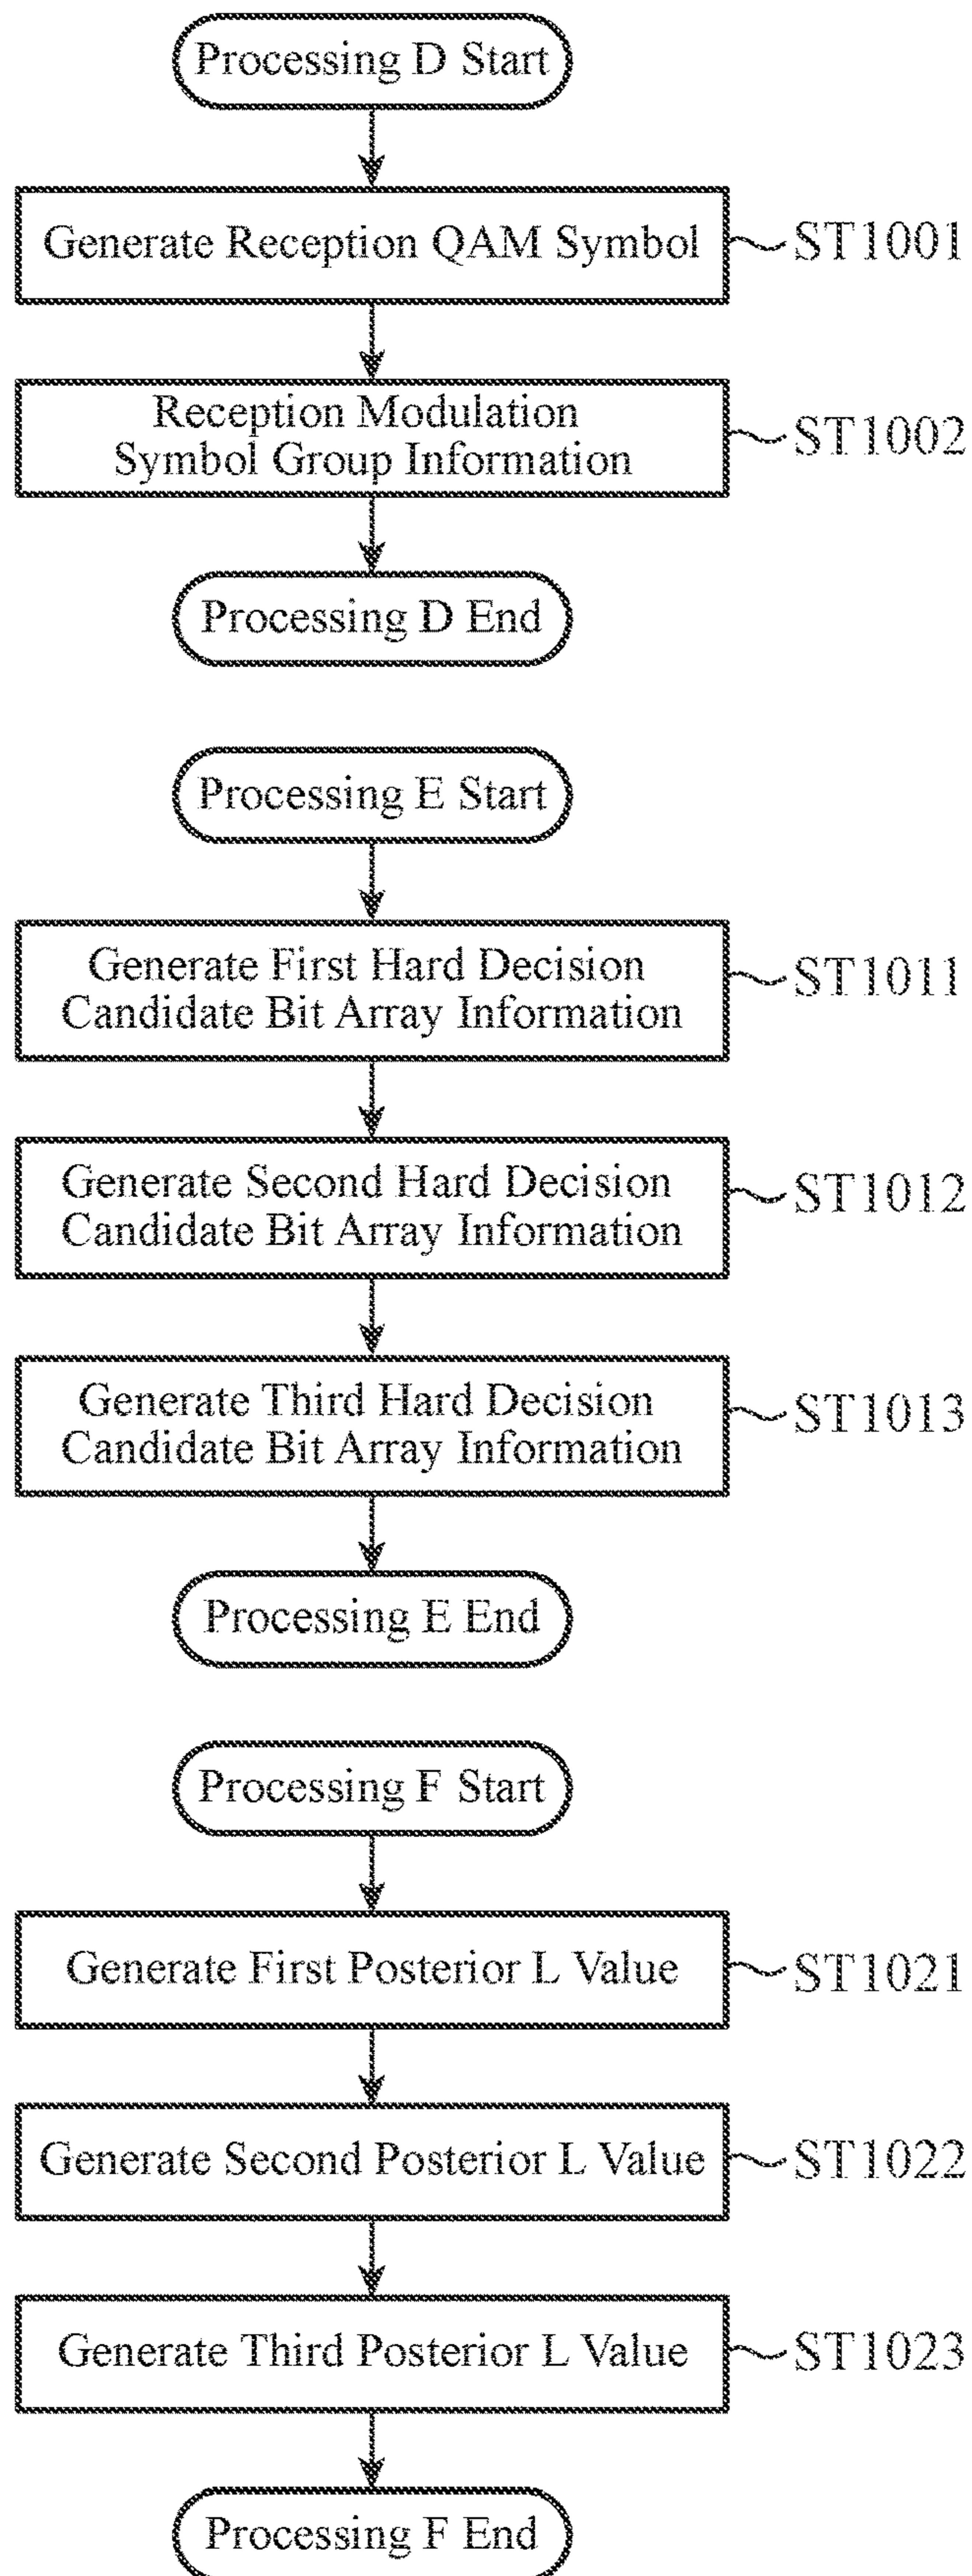 Processing D Start
Generate Reception QAM Symbol
ST1001
Reception Modulation
Symbol Group Information
ST1002
Processing D End
Processing E Start
Generate First Hard Decision
Candidate Bit Array Information
ST1011
Generate Second Hard Decision
Candidate Bit Array Information
ST1012
Generate Third Hard Decision
Candidate Bit Array Information
ST1013
Processing E End
Processing F Start
Generate First Posterior L Value
ST1021
Generate Second Posterior L Value
ST1022
Generate Third Posterior L Value
ST1023
Processing F End